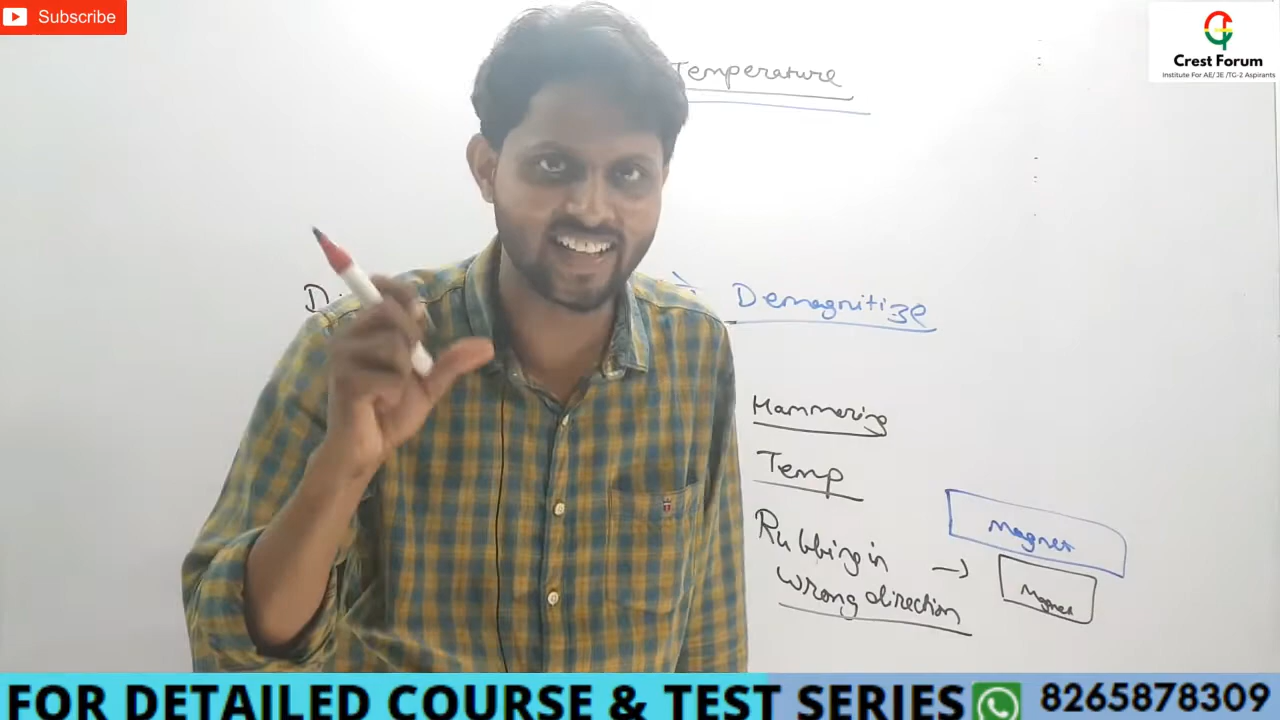 Subscribe
Crest Forum
Institute For AE/ JE /TG-2 Aspirants
Temperature
Demagnitize
Hammering
Temp
Rubbing in
wrong direction
Magnet
Magnet
FOR DETAILED COURSE & TEST SERIES 8265878309